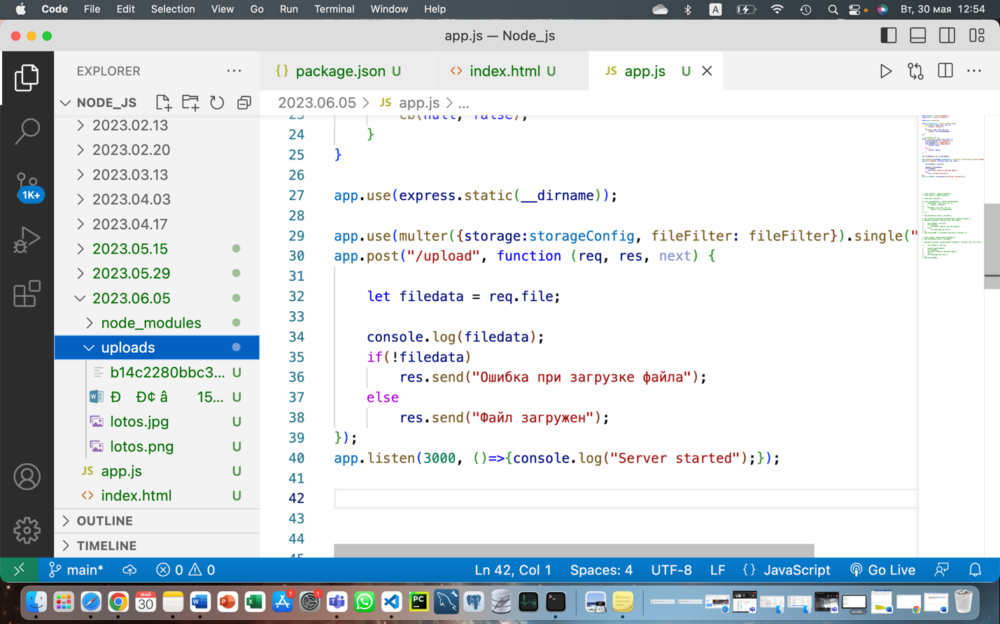 Code File Edit Selection View Go Run Terminal Window Help A Вт, 30 мая 12:54
app.js — Node_js
EXPLORER
{} package.json U
<> index.html U
JS app.js U
NODE_JS
2023.06.05 > JS app.js > ...
2023.02.13
2023.02.20
2023.03.13
2023.04.03
2023.04.17
2023.05.15
2023.05.29
2023.06.05
node_modules
uploads
b14c2280bbc3... U
Ð Ð¢ â 15... U
lotos.jpg U
lotos.png U
JS app.js U
<> index.html U
OUTLINE
TIMELINE
23 cb(null, false);
24 }
25 }
26
27 app.use(express.static(__dirname));
28
29 app.use(multer({storage:storageConfig, fileFilter: fileFilter}).single("
30 app.post("/upload", function (req, res, next) {
31
32 let filedata = req.file;
33
34 console.log(filedata);
35 if(!filedata)
36 res.send("Ошибка при загрузке файла");
37 else
38 res.send("Файл загружен");
39 });
40 app.listen(3000, ()=>{console.log("Server started");});
41
42
43
44
45
1K+
main* 0 0 Ln 42, Col 1 Spaces: 4 UTF-8 LF {} JavaScript Go Live
МАЙ
30
W P X 1 1 PC